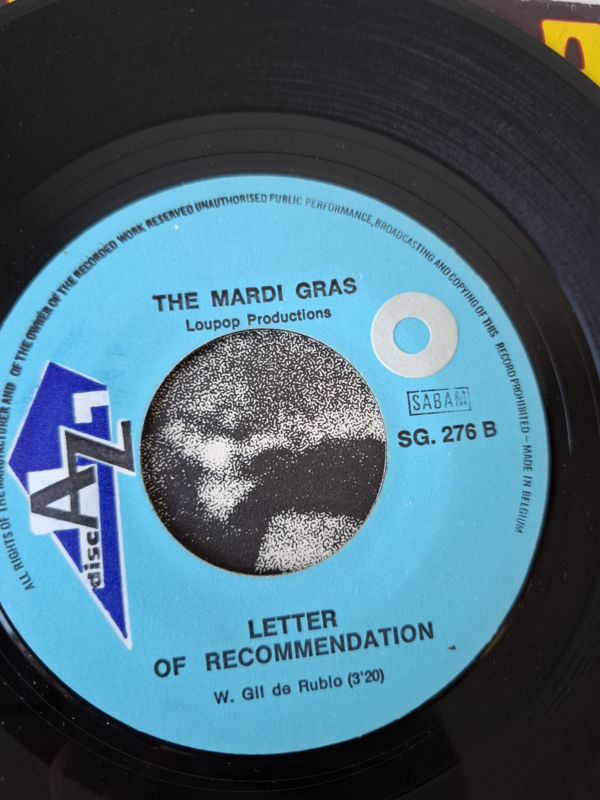 ALL RIGHTS OF THE MANUFACTURER AND OF THE OWNER OF THE RECORDED WORK RESERVED UNAUTHORISED PUBLIC PERFORMANCE, BROADCASTING AND COPYING OF THIS RECORD PROHIBITED - MADE IN BELGIUM
THE MARDI GRAS
Loupop Productions
SABAM
SG. 276 B
disc AZ
LETTER
OF RECOMMENDATION
W. Gil de Rubio (3'20)